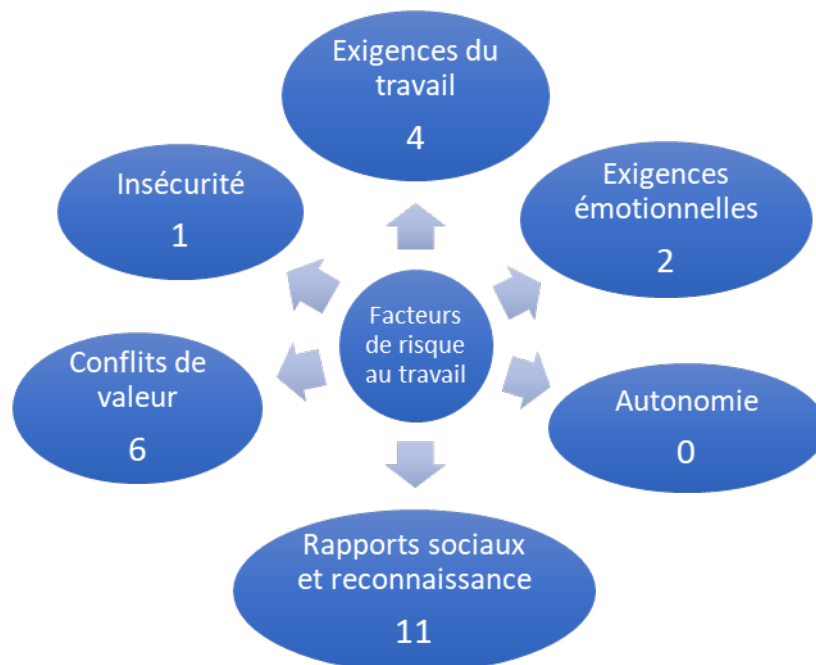 Exigences du
travail
4
Exigences
émotionnelles
2
Autonomie
0
Rapports sociaux
et reconnaissance
11
Conflits de
valeur
6
Insécurité
1
Facteurs
de risque
au travail